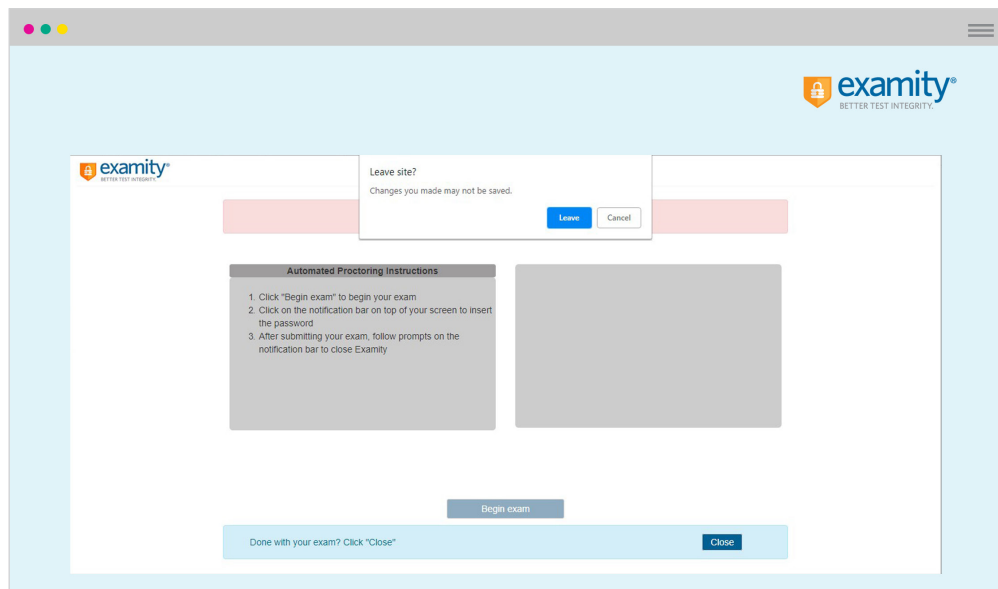 examity®
BETTER TEST INTEGRITY.
examity®
BETTER TEST INTEGRITY.
Leave site?
Changes you made may not be saved.
Leave
Cancel
Automated Proctoring Instructions
1. Click "Begin exam" to begin your exam
2. Click on the notification bar on top of your screen to insert
the password
3. After submitting your exam, follow prompts on the
notification bar to close Examity
Begin exam
Done with your exam? Click "Close"
Close